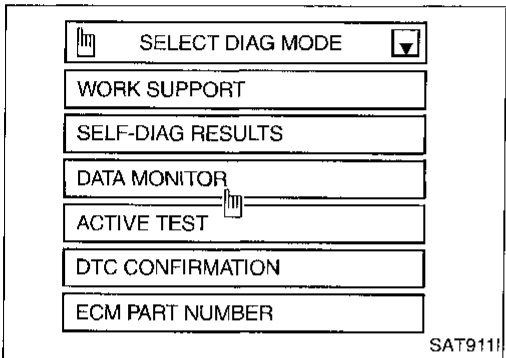 SELECT DIAG MODE
WORK SUPPORT
SELF-DIAG RESULTS
DATA MONITOR
ACTIVE TEST
DTC CONFIRMATION
ECM PART NUMBER
SAT911I